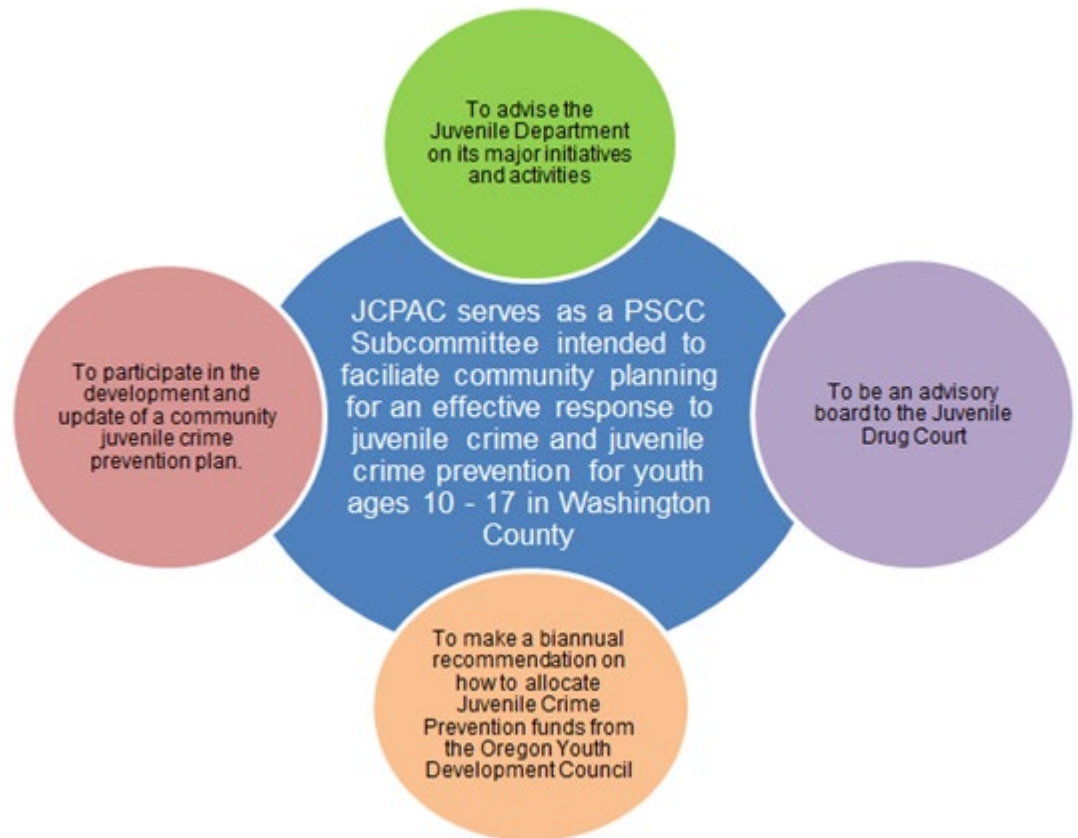 To advise the
Juvenile Department
on its major initiatives
and activities
JCPAC serves as a PSCC
Subcommittee intended to
faciliate community planning
for an effective response to
juvenile crime and juvenile
crime prevention for youth
ages 10 - 17 in Washington
County
To participate in the
development and
update of a community
juvenile crime
prevention plan.
To be an advisory
board to the Juvenile
Drug Court
To make a biannual
recommendation on
how to allocate
Juvenile Crime
Prevention funds from
the Oregon Youth
Development Council